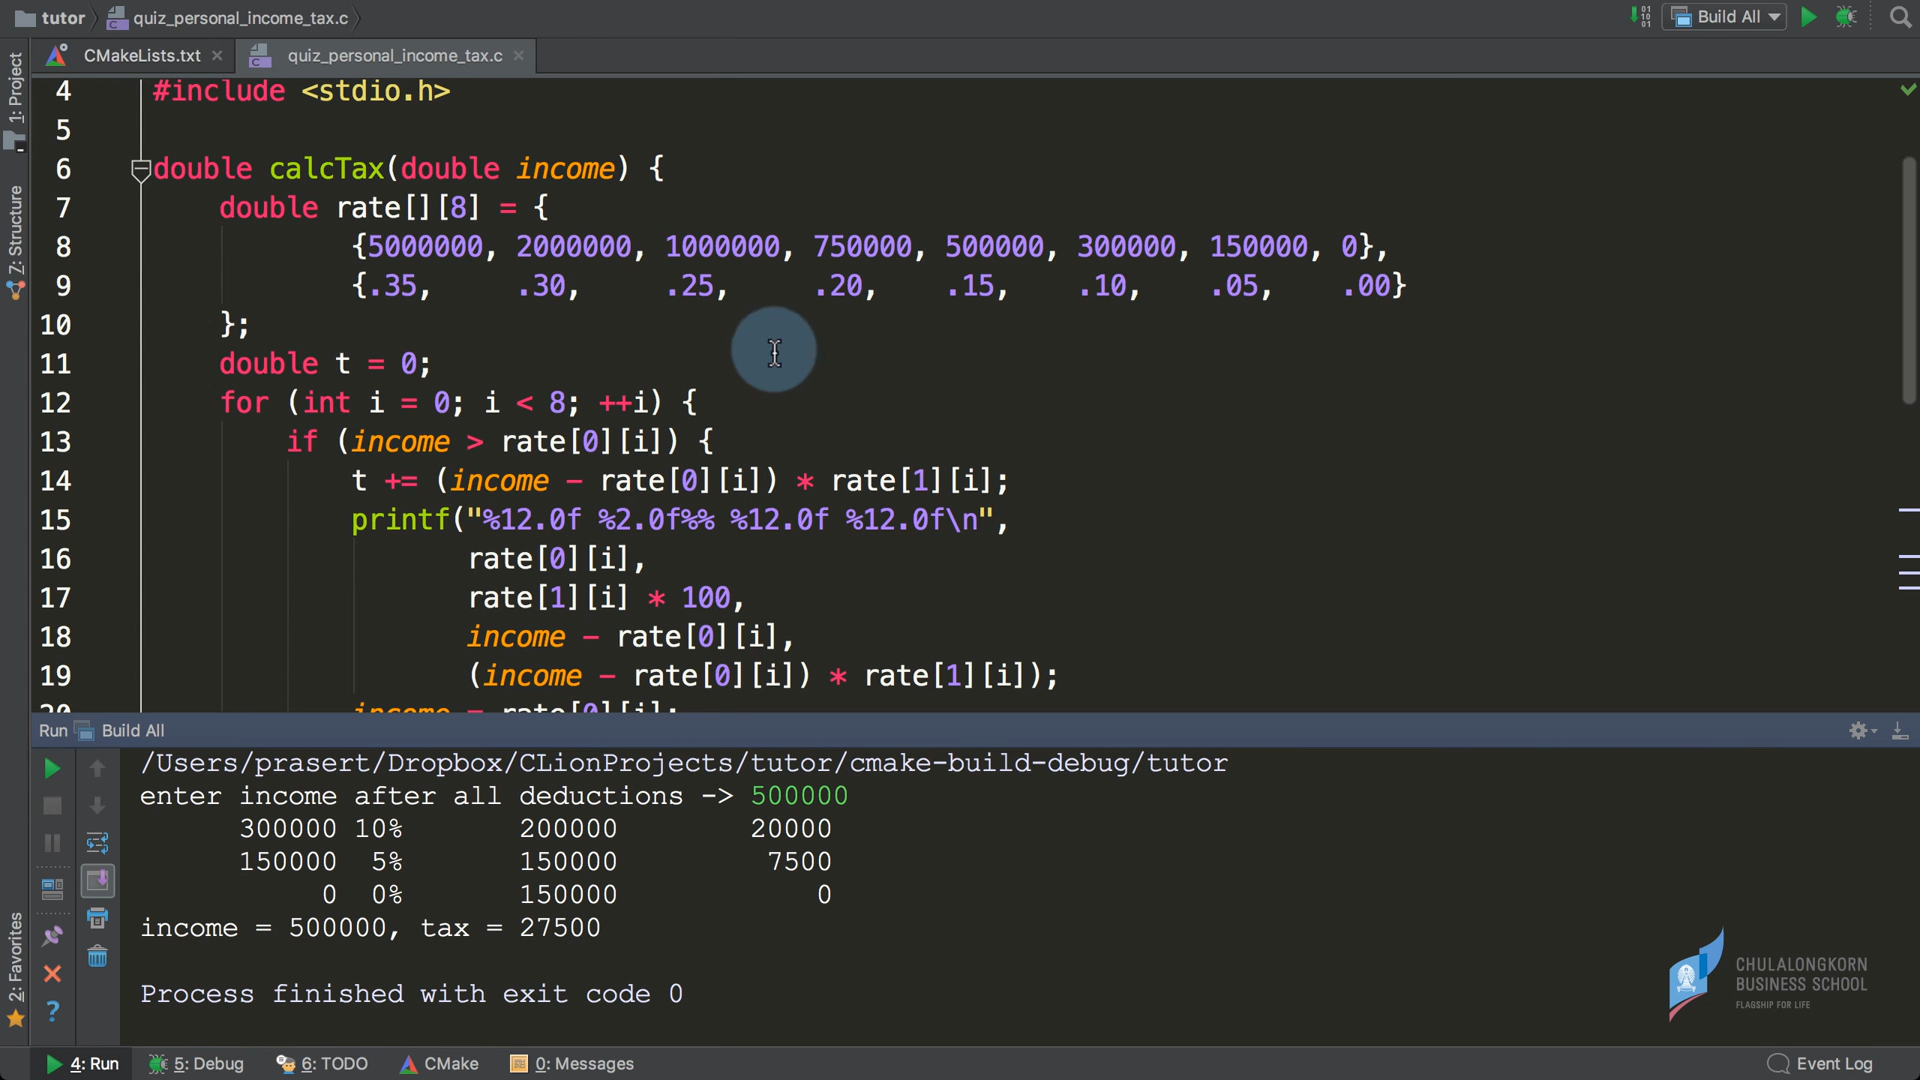 tutor quiz_personal_income_tax.c Build All
CMakeLists.txt quiz_personal_income_tax.c
1: Project
Z: Structure
2: Favorites
4 #include <stdio.h>
5
6 double calcTax(double income) {
7 double rate[][8] = {
8 {5000000, 2000000, 1000000, 750000, 500000, 300000, 150000, 0},
9 {.35, .30, .25, .20, .15, .10, .05, .00}
10 };
11 double t = 0;
12 for (int i = 0; i < 8; ++i) {
13 if (income > rate[0][i]) {
14 t += (income - rate[0][i]) * rate[1][i];
15 printf("%12.0f %2.0f%% %12.0f %12.0f\n",
16 rate[0][i],
17 rate[1][i] * 100,
18 income - rate[0][i],
19 (income - rate[0][i]) * rate[1][i]);
20 income = rate[0][i];
Run Build All
/Users/prasert/Dropbox/CLionProjects/tutor/cmake-build-debug/tutor
enter income after all deductions -> 500000
300000 10% 200000 20000
150000 5% 150000 7500
0 0% 150000 0
income = 500000, tax = 27500
Process finished with exit code 0
CHULALONGKORN
BUSINESS SCHOOL
FLAGSHIP FOR LIFE
4: Run 5: Debug 6: TODO CMake 0: Messages Event Log